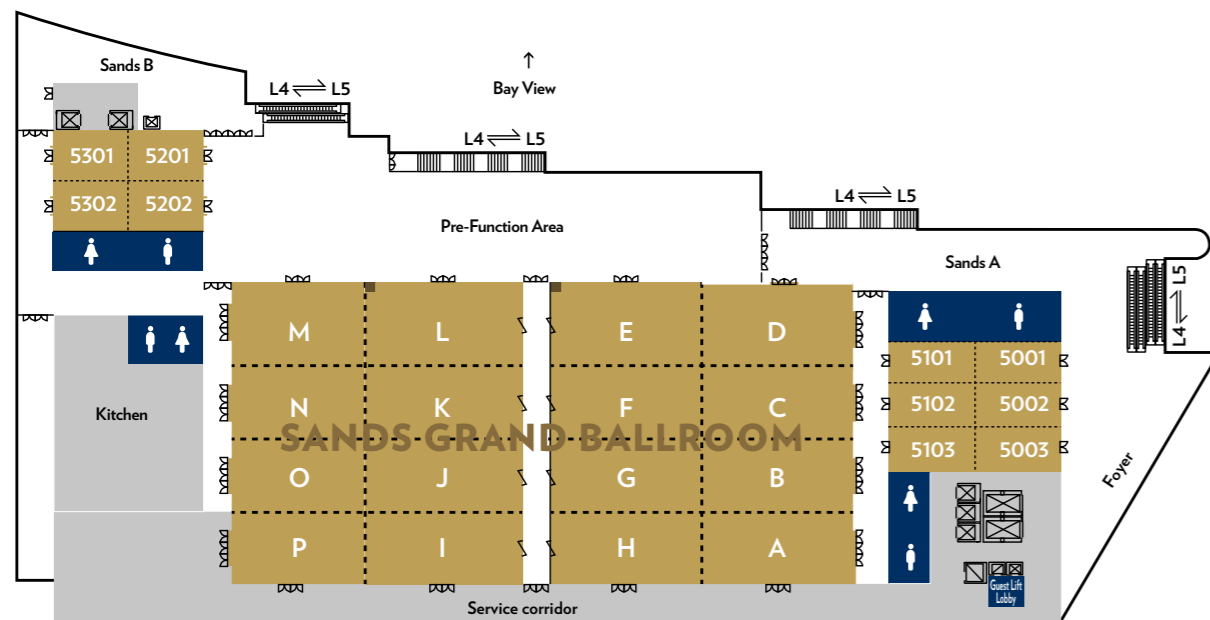 Sands B
↑
Bay View
L4 ⇌ L5
L4 ⇌ L5
L4 ⇌ L5
L4 ⇌ L5
5301 5201
5302 5202
Pre-Function Area
Sands A
M L E D
N K F C
SANDS GRAND BALLROOM
O J G B
P I H A
5101 5001
5102 5002
5103 5003
Kitchen
Foyer
Guest Lift
Lobby
Service corridor